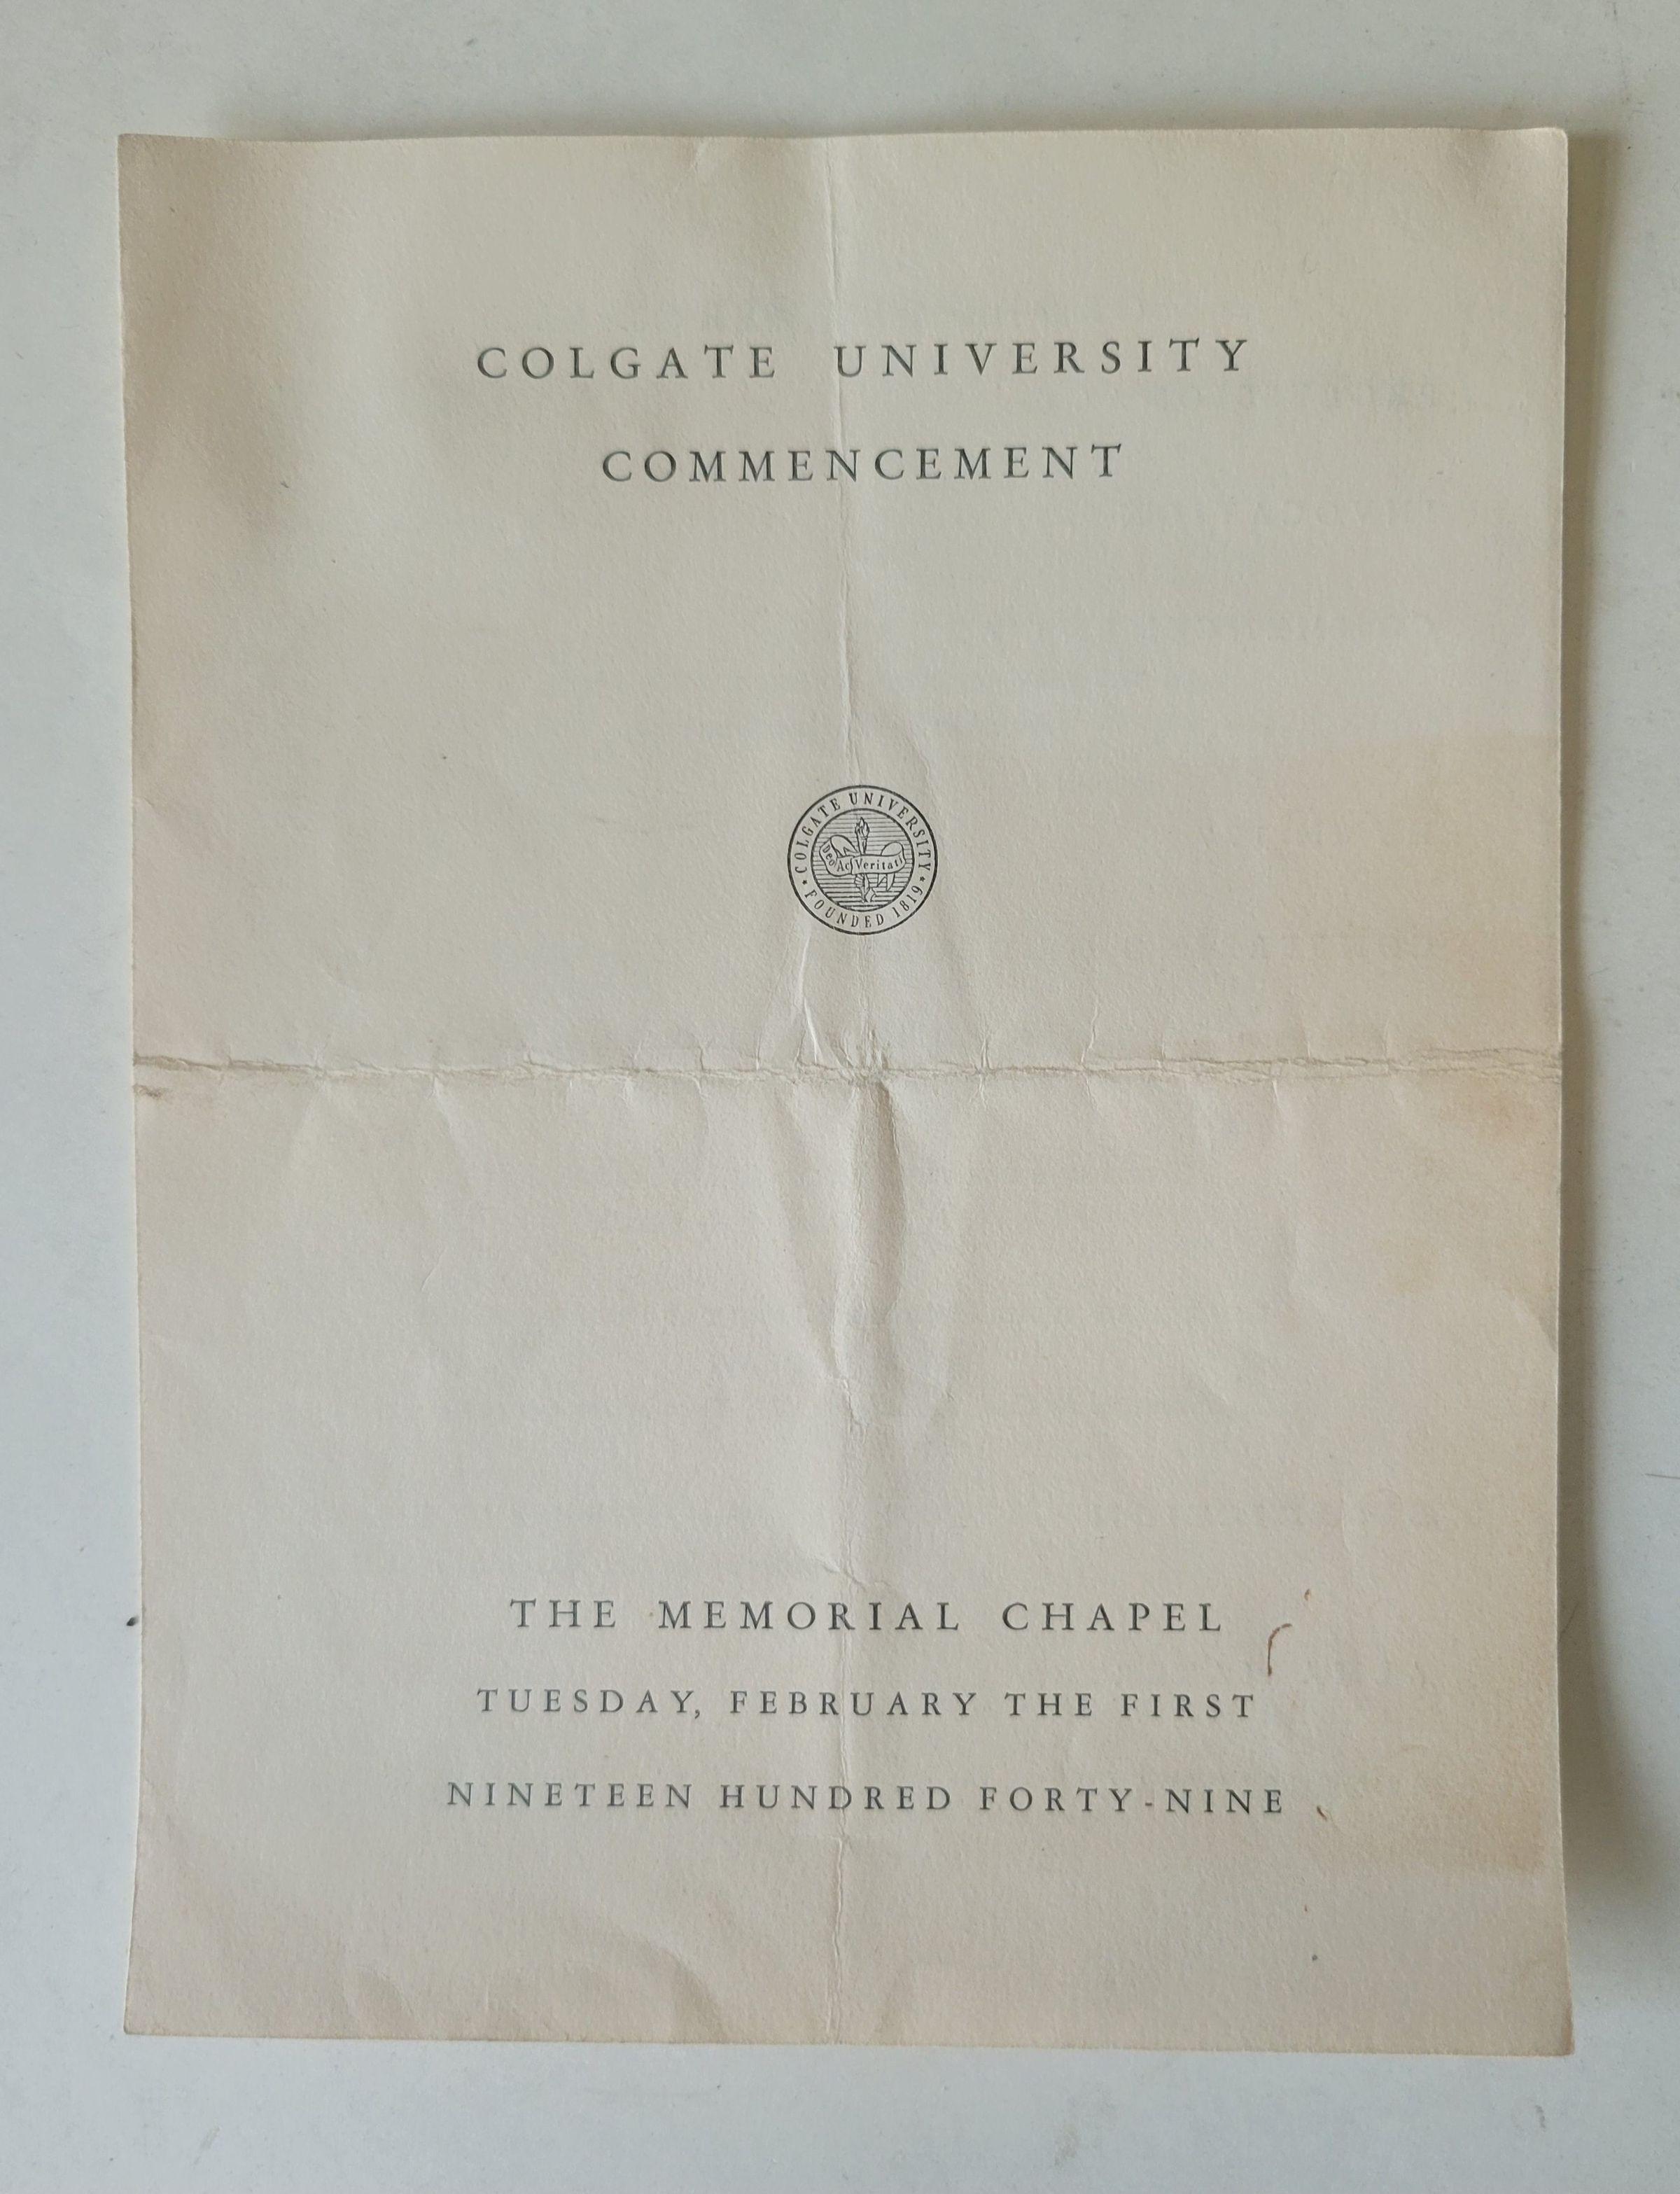 COLGATE UNIVERSITY
COMMENCEMENT
COLGATE UNIVERSITY
Deo Ac Veritati
FOUNDED 1819
THE MEMORIAL CHAPEL
TUESDAY, FEBRUARY THE FIRST
NINETEEN HUNDRED FORTY-NINE